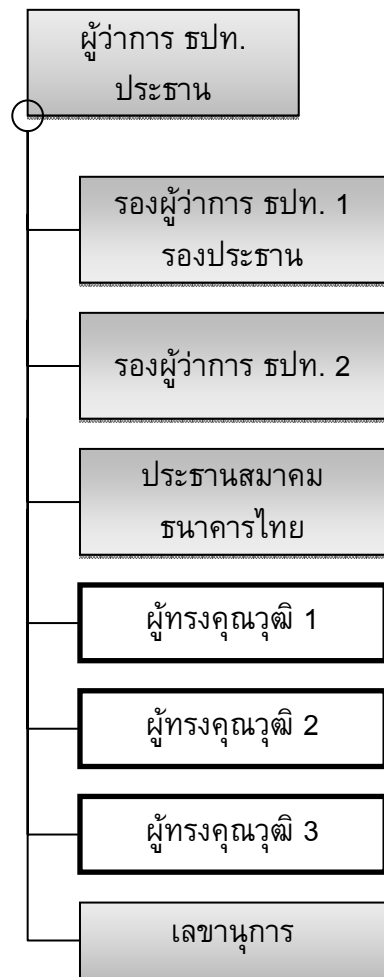 ผู้ว่าการ ธปท.
ประธาน
รองผู้ว่าการ ธปท. 1
รองประธาน
รองผู้ว่าการ ธปท. 2
ประธานสมาคม
ธนาคารไทย
ผู้ทรงคุณวุฒิ 1
ผู้ทรงคุณวุฒิ 2
ผู้ทรงคุณวุฒิ 3
เลขานุการ